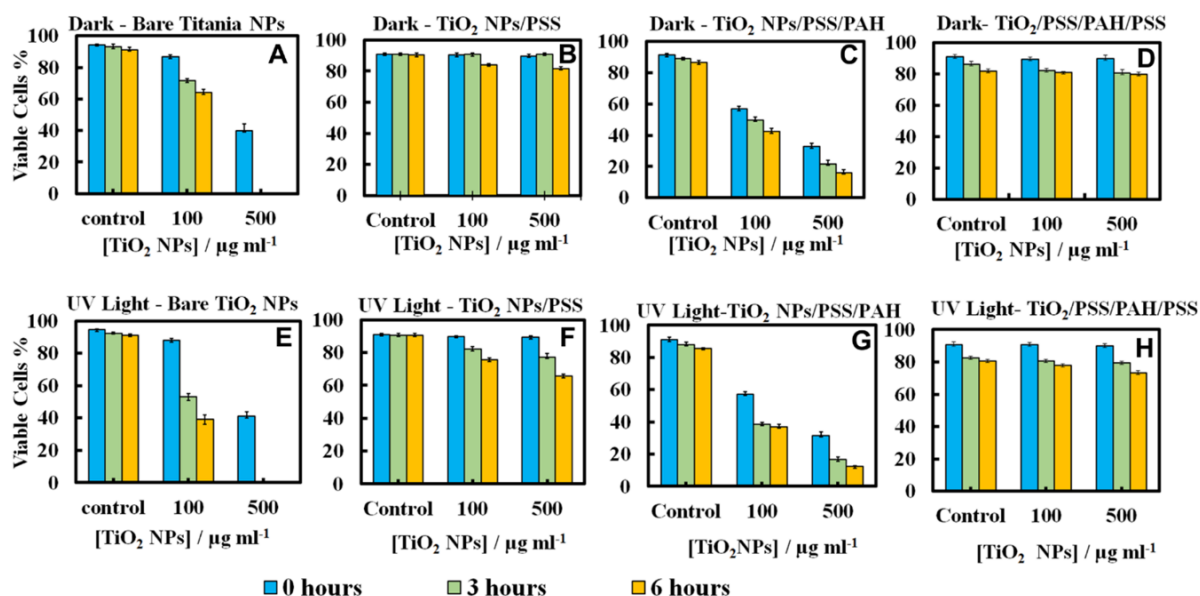 Dark - Bare Titania NPs
A
Viable Cells %
100
80
60
40
20
0
control 100 500
[TiO2 NPs] / µg ml-1
Dark - TiO2 NPs/PSS
B
100
80
60
40
20
0
Control 100 500
[TiO2 NPs] / µg ml-1
Dark - TiO2 NPs/PSS/PAH
C
100
80
60
40
20
0
Control 100 500
[TiO2 NPs] / µg ml-1
Dark- TiO2/PSS/PAH/PSS
D
100
80
60
40
20
0
Control 100 500
[TiO2 NPs] / µg ml-1
UV Light - Bare TiO2 NPs
E
Viable Cells %
100
80
60
40
20
0
control 100 500
[TiO2 NPs] / µg ml-1
UV Light - TiO2 NPs/PSS
F
100
80
60
40
20
0
Control 100 500
[TiO2 NPs] / µg ml-1
UV Light-TiO2 NPs/PSS/PAH
G
100
80
60
40
20
0
Control 100 500
[TiO2NPs] / µg ml-1
UV Light- TiO2/PSS/PAH/PSS
H
100
80
60
40
20
0
Control 100 500
[TiO2 NPs] / µg ml-1
0 hours 3 hours 6 hours